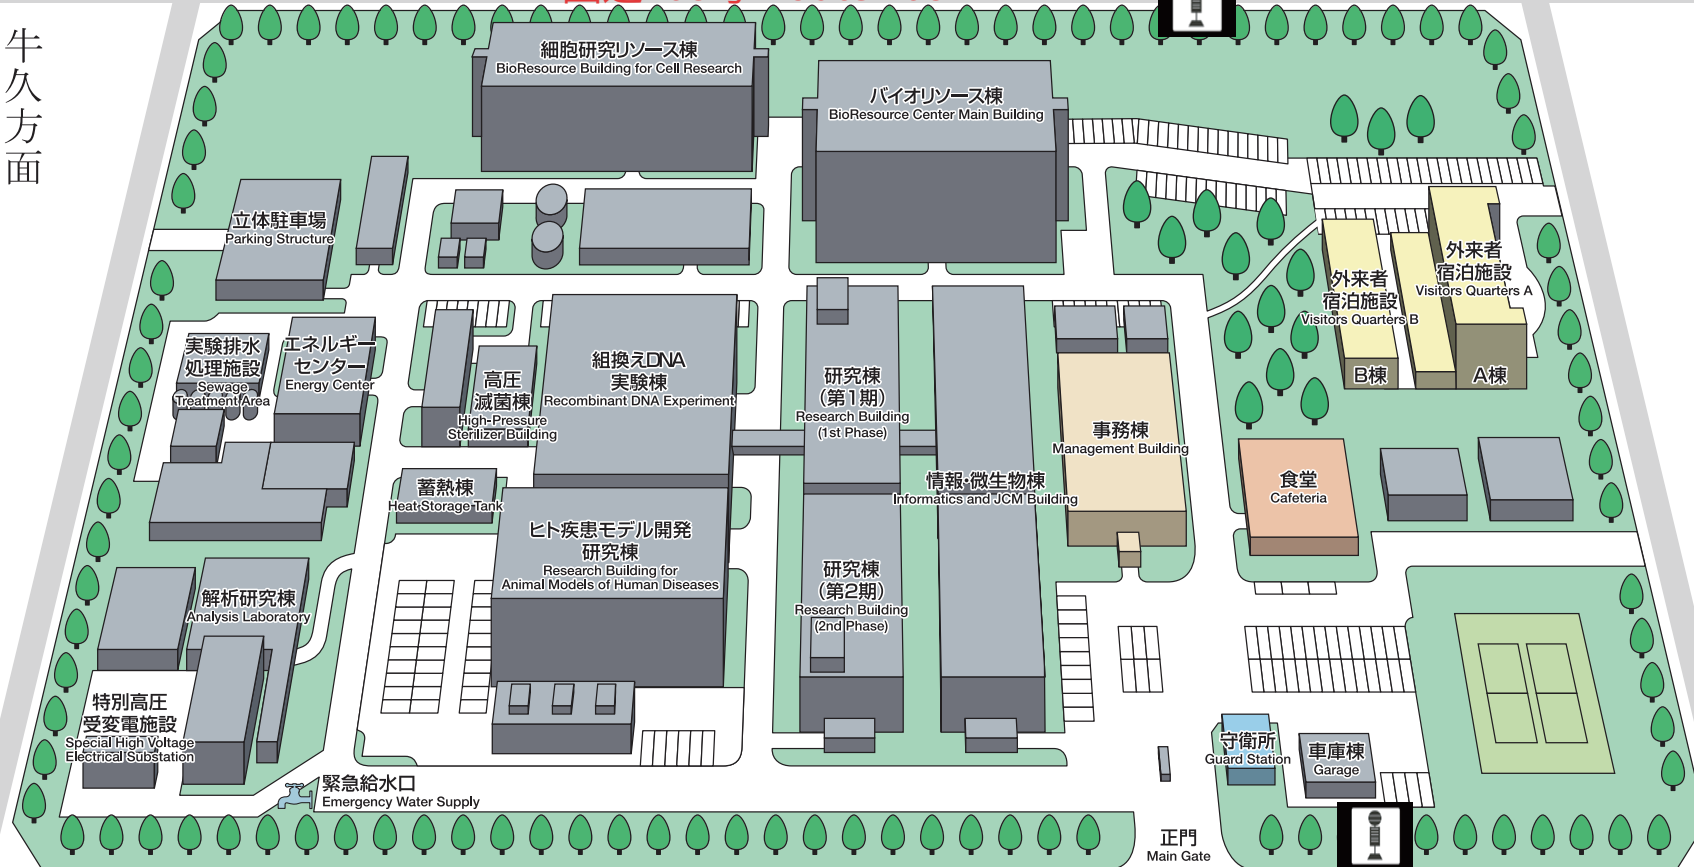 牛久方面
細胞研究リソース棟
BioResource Building for Cell Research
バイオリソース棟
BioResource Center Main Building
立体駐車場
Parking Structure
外来者
宿泊施設
Visitors Quarters A
外来者
宿泊施設
Visitors Quarters B
B棟
A棟
実験排水
処理施設
Sewage
Treatment Area
エネルギー
センター
Energy Center
高圧
滅菌棟
High-Pressure
Sterilizer Building
組換えDNA
実験棟
Recombinant DNA Experiment
研究棟
（第1期）
Research Building
(1st Phase)
事務棟
Management Building
情報・微生物棟
Informatics and JCM Building
食堂
Cafeteria
蓄熱棟
Heat Storage Tank
ヒト疾患モデル開発
研究棟
Research Building for
Animal Models of Human Diseases
研究棟
（第2期）
Research Building
(2nd Phase)
解析研究棟
Analysis Laboratory
特別高圧
受変電施設
Special High Voltage
Electrical Substation
緊急給水口
Emergency Water Supply
守衛所
Guard Station
車庫棟
Garage
正門
Main Gate